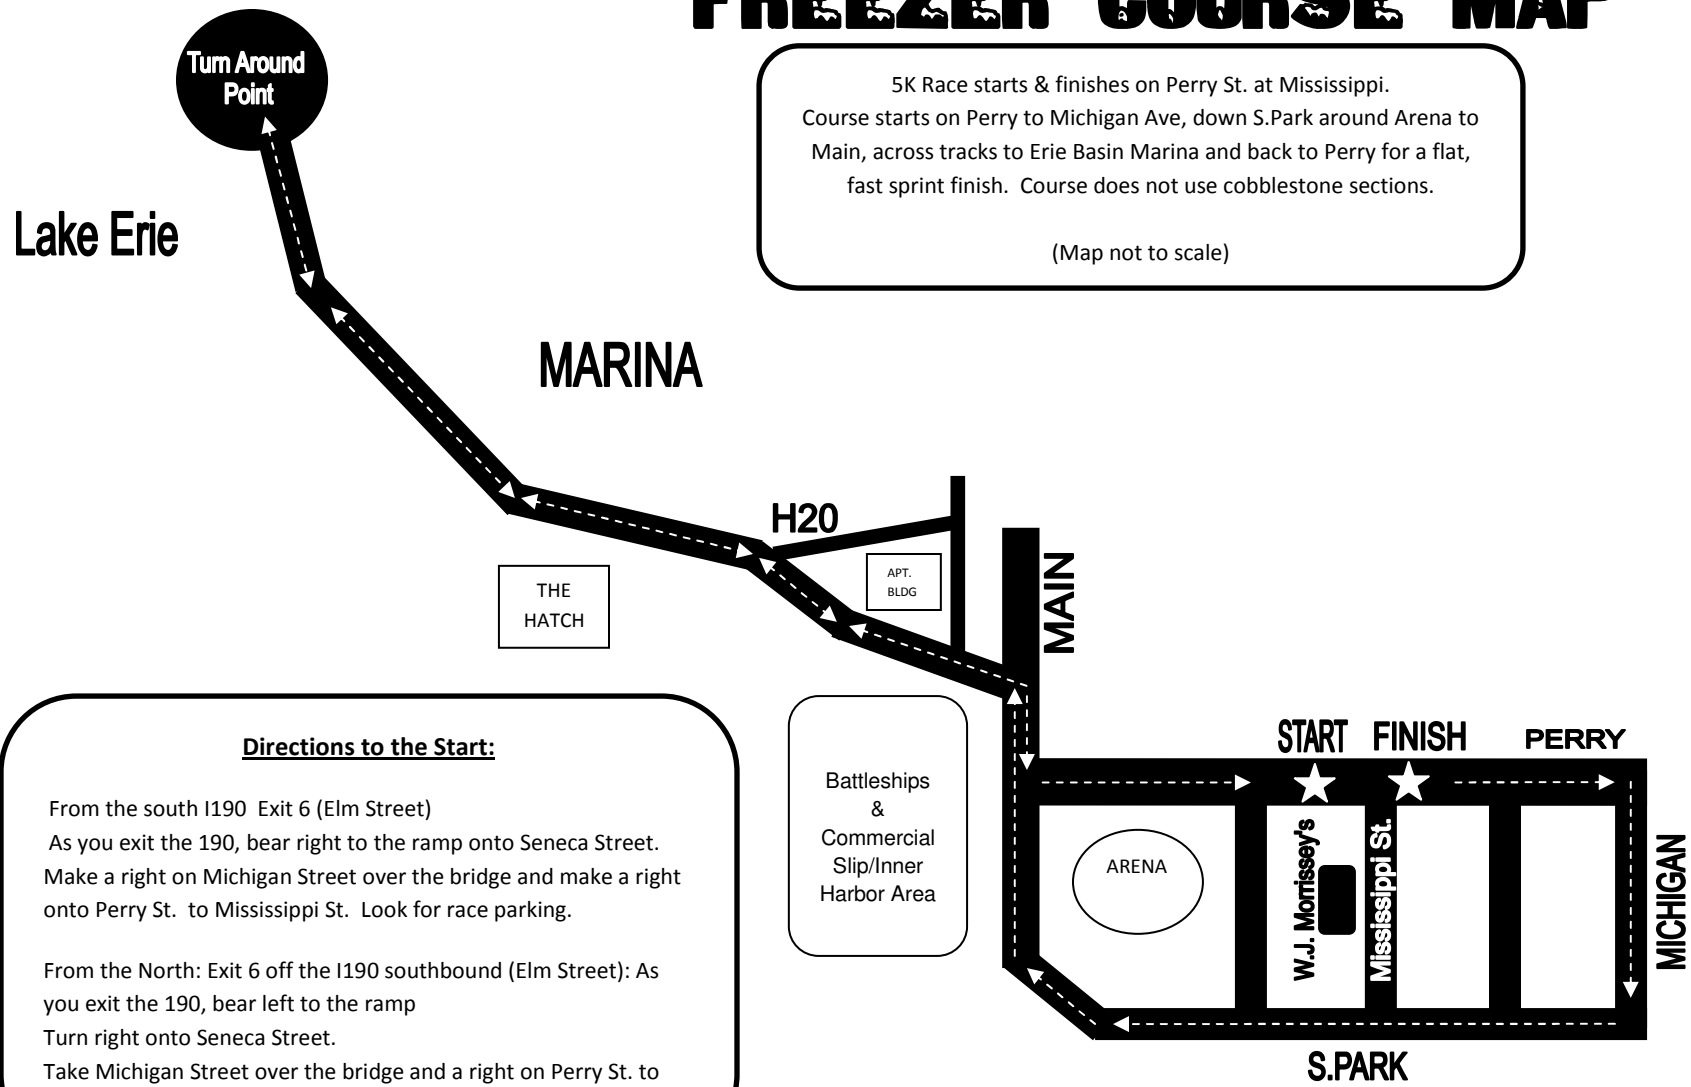 FREEZER COURSE MAP
Turn Around
Point
5K Race starts & finishes on Perry St. at Mississippi.
Course starts on Perry to Michigan Ave, down S.Park around Arena to
Main, across tracks to Erie Basin Marina and back to Perry for a flat,
fast sprint finish.  Course does not use cobblestone sections.
(Map not to scale)
Lake Erie
MARINA
H20
APT.
BLDG
THE
HATCH
MAIN
START
FINISH
PERRY
Battleships
&
Commercial
Slip/Inner
Harbor Area
ARENA
W.J. Morrissey's
Mississippi St.
MICHIGAN
S.PARK
Directions to the Start:
From the south I190  Exit 6 (Elm Street)
As you exit the 190, bear right to the ramp onto Seneca Street.
Make a right on Michigan Street over the bridge and make a right
onto Perry St.  to Mississippi St.  Look for race parking.
From the North: Exit 6 off the I190 southbound (Elm Street): As
you exit the 190, bear left to the ramp
Turn right onto Seneca Street.
Take Michigan Street over the bridge and a right on Perry St. to